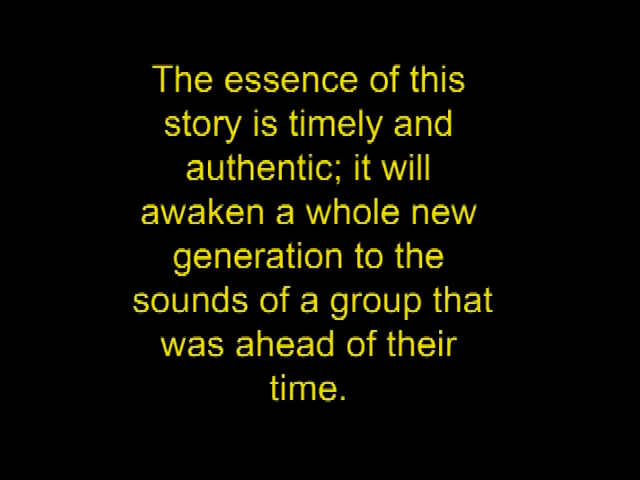 The essence of this
story is timely and
authentic; it will
awaken a whole new
generation to the
sounds of a group that
was ahead of their
time.